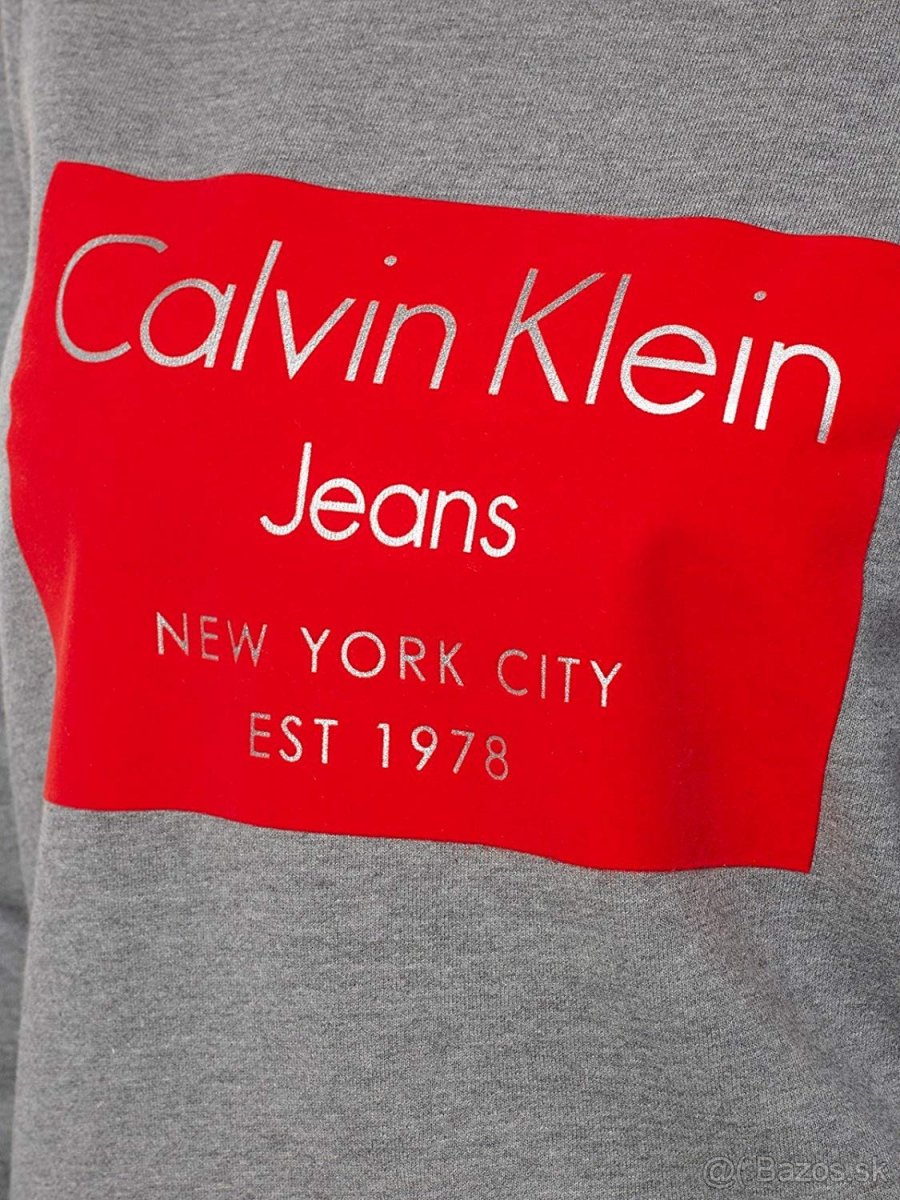 Calvin Klein
Jeans
NEW YORK CITY
EST 1978
@ Bazos.sk